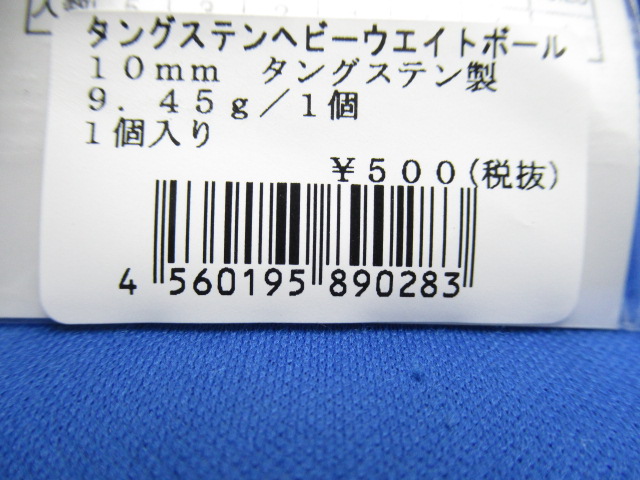 タングステンヘビーウエイトボール
10mm　タングステン製
9．45g／1個
1個入り
￥500(税抜)
4 560195 890283